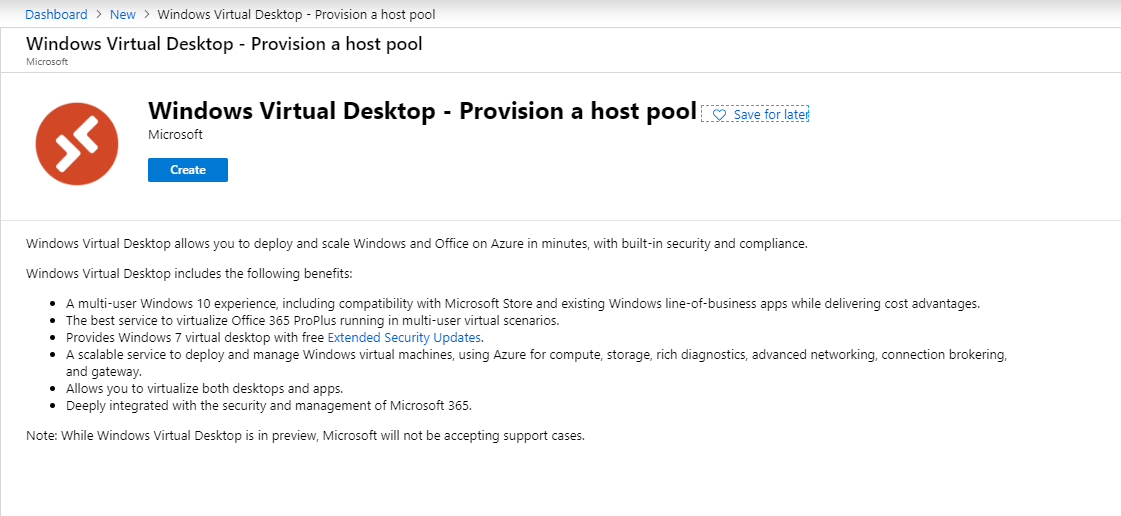 Dashboard > New > Windows Virtual Desktop - Provision a host pool
Windows Virtual Desktop - Provision a host pool
Microsoft
Windows Virtual Desktop - Provision a host pool Save for later
Microsoft
Create
Windows Virtual Desktop allows you to deploy and scale Windows and Office on Azure in minutes, with built-in security and compliance.
Windows Virtual Desktop includes the following benefits:
• A multi-user Windows 10 experience, including compatibility with Microsoft Store and existing Windows line-of-business apps while delivering cost advantages.
• The best service to virtualize Office 365 ProPlus running in multi-user virtual scenarios.
• Provides Windows 7 virtual desktop with free Extended Security Updates.
• A scalable service to deploy and manage Windows virtual machines, using Azure for compute, storage, rich diagnostics, advanced networking, connection brokering,
and gateway.
• Allows you to virtualize both desktops and apps.
• Deeply integrated with the security and management of Microsoft 365.
Note: While Windows Virtual Desktop is in preview, Microsoft will not be accepting support cases.